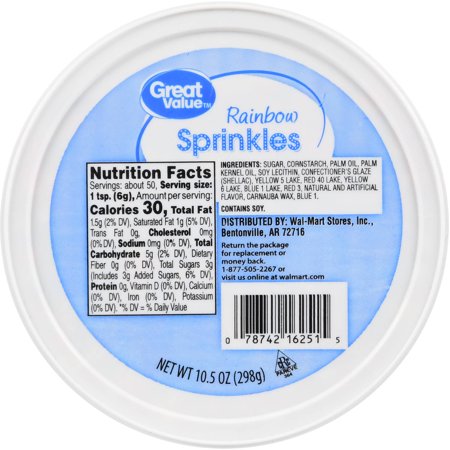 Great
Value™
Rainbow
Sprinkles
Nutrition Facts
Servings: about 50, Serving size:
1 tsp. (6g), Amount per serving:
Calories 30, Total Fat
1.5g (2% DV), Saturated Fat 1g (5% DV),
Trans Fat 0g, Cholesterol 0mg
(0% DV), Sodium 0mg (0% DV), Total
Carbohydrate 5g (2% DV), Dietary
Fiber 0g (0% DV), Total Sugars 3g
(Includes 3g Added Sugars, 6% DV),
Protein 0g, Vitamin D (0% DV), Calcium
(0% DV), Iron (0% DV), Potassium
(0% DV). *% DV = % Daily Value
INGREDIENTS: SUGAR, CORNSTARCH, PALM OIL, PALM
KERNEL OIL, SOY LECITHIN, CONFECTIONER'S GLAZE
(SHELLAC), YELLOW 5 LAKE, RED 40 LAKE, YELLOW
6 LAKE, BLUE 1 LAKE, RED 3, NATURAL AND ARTIFICIAL
FLAVOR, CARNAUBA WAX, BLUE 1.
CONTAINS SOY.
DISTRIBUTED BY: Wal-Mart Stores, Inc.,
Bentonville, AR 72716
Return the package
for replacement or
money back.
1-877-505-2267 or
visit us online at walmart.com
0 78742 16251 5
NET WT 10.5 OZ (298g)
PAREVE